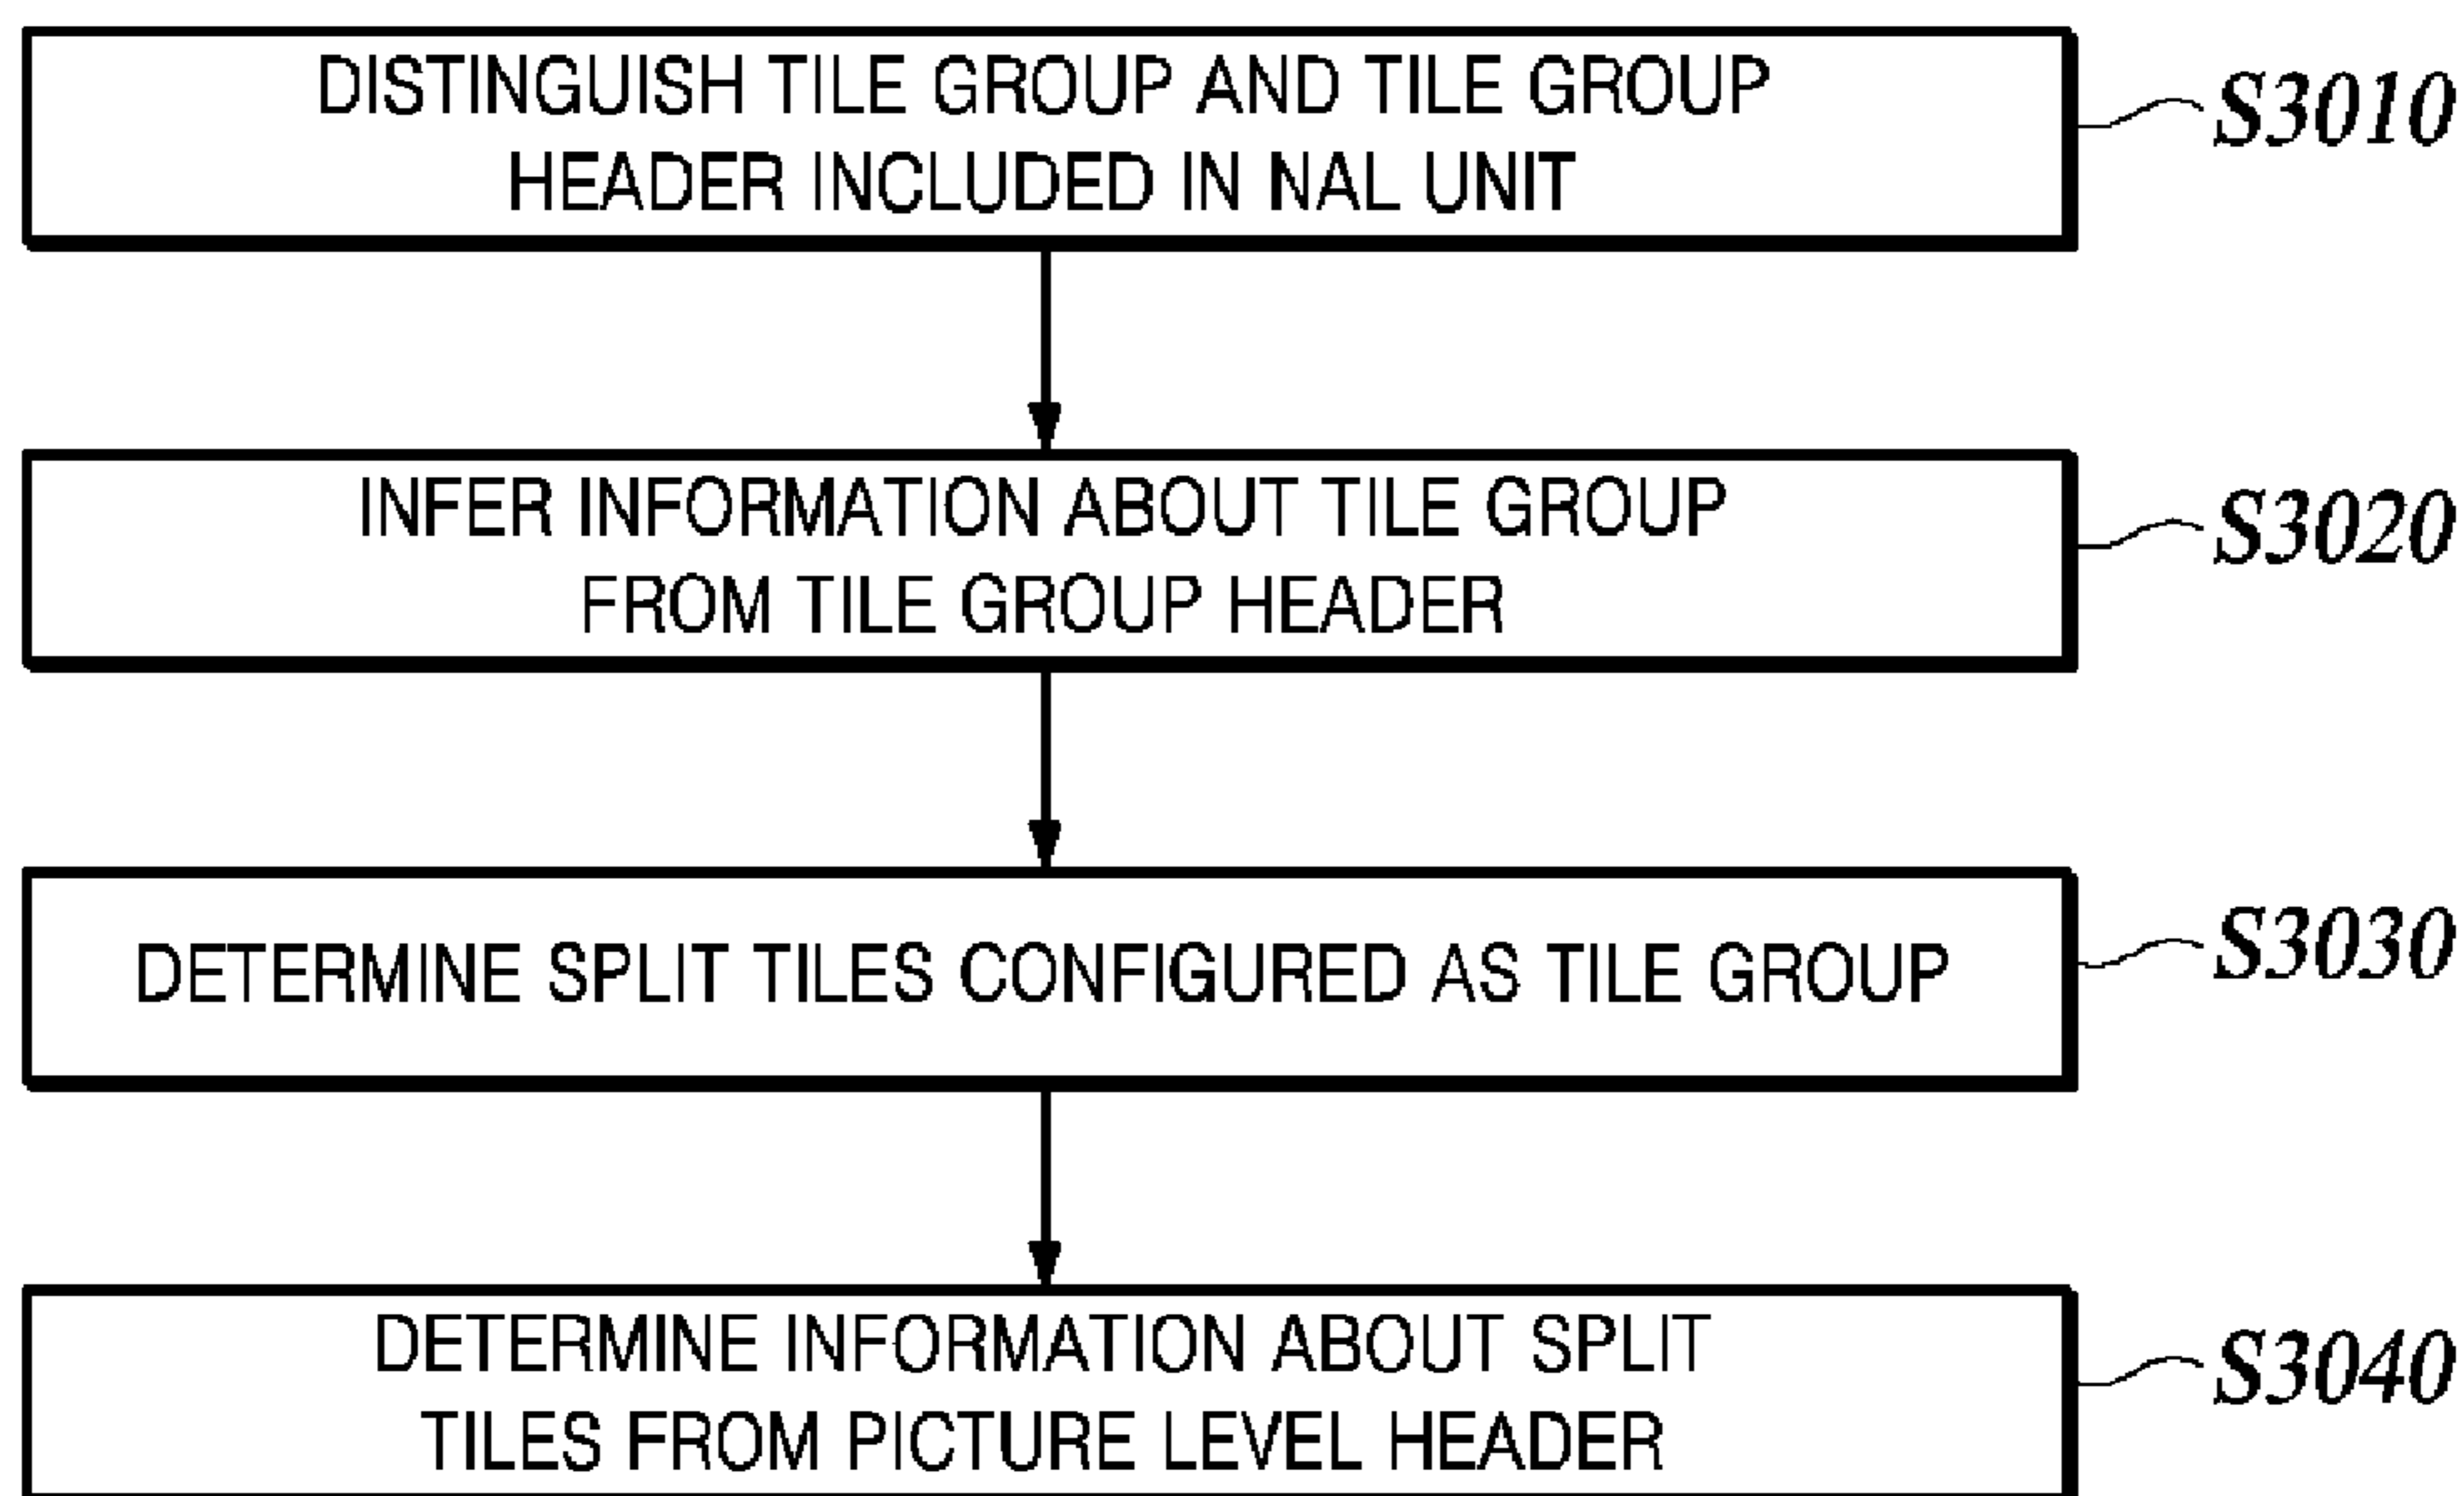 DISTINGUISH TILE GROUP AND TILE GROUP
HEADER INCLUDED IN NAL UNIT
S3010
INFER INFORMATION ABOUT TILE GROUP
FROM TILE GROUP HEADER
S3020
DETERMINE SPLIT TILES CONFIGURED AS TILE GROUP
S3030
DETERMINE INFORMATION ABOUT SPLIT
TILES FROM PICTURE LEVEL HEADER
S3040